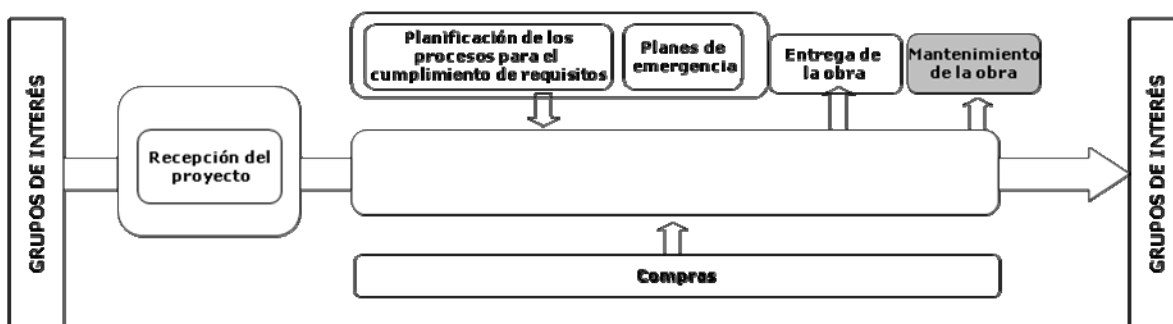 GRUPOS DE INTERÉS
Recepción del
proyecto
Planificación de los
procesos para el
cumplimiento de requisitos
Planes de
emergencia
Entrega de
la obra
Mantenimiento
de la obra
Compras
GRUPOS DE INTERÉS